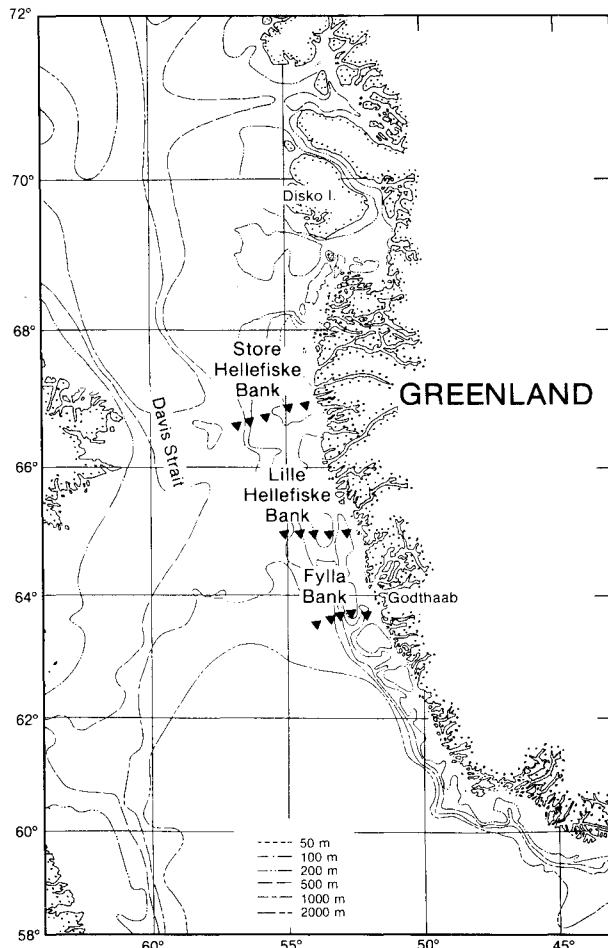 72°
70°
68°
66°
64°
62°
60°
58°
Disko I.
Store
Hellefiske
Bank
GREENLAND
Davis Strait
Lille
Hellefiske
Bank
Fylla
Bank
Godthaab
50 m
100 m
200 m
500 m
1000 m
2000 m
60°
55°
50°
45°